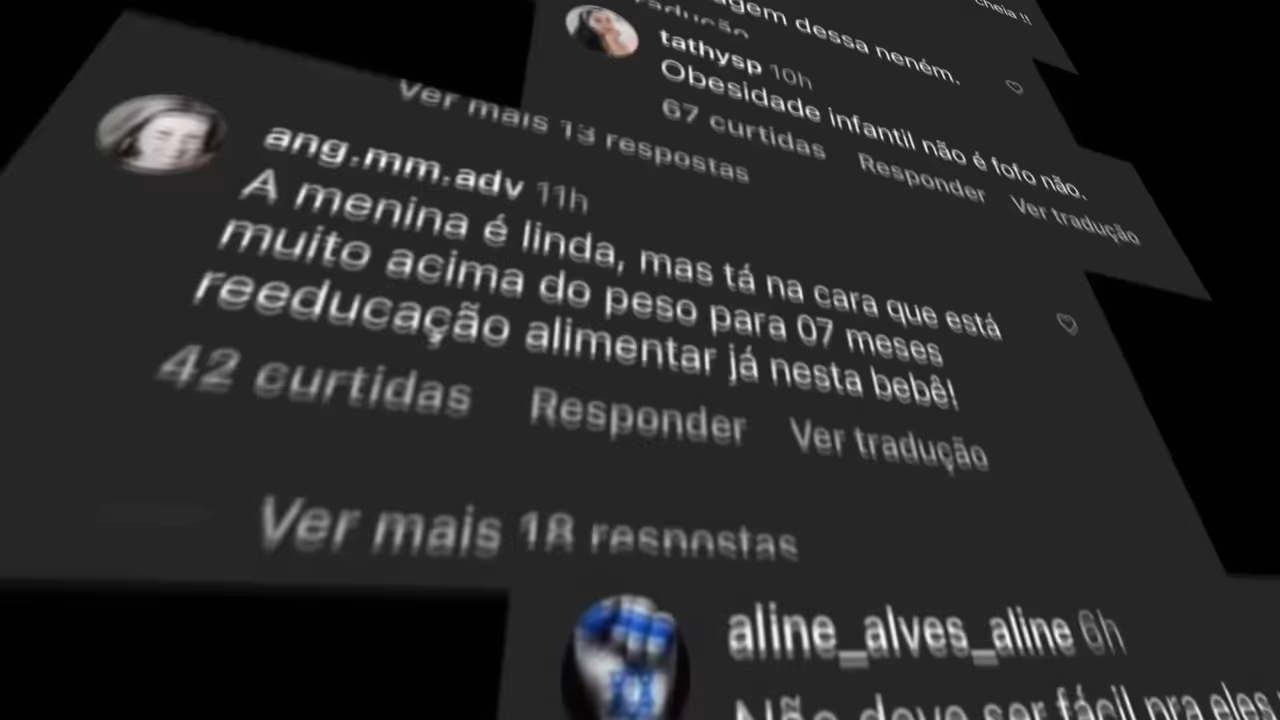 cheia !!
gem dessa neném.
tathysp 10h
Obesidade infantil não é fofo não.
67 curtidas Responder Ver tradução
Ver mais 13 respostas
ang.mm.adv 11h
A menina é linda, mas tá na cara que está
muito acima do peso para 07 meses
reeducação alimentar já nesta bebê!
42 curtidas Responder Ver tradução
Ver mais 18 respostas
aline_alves_aline 6h
Não deve ser fácil pra eles